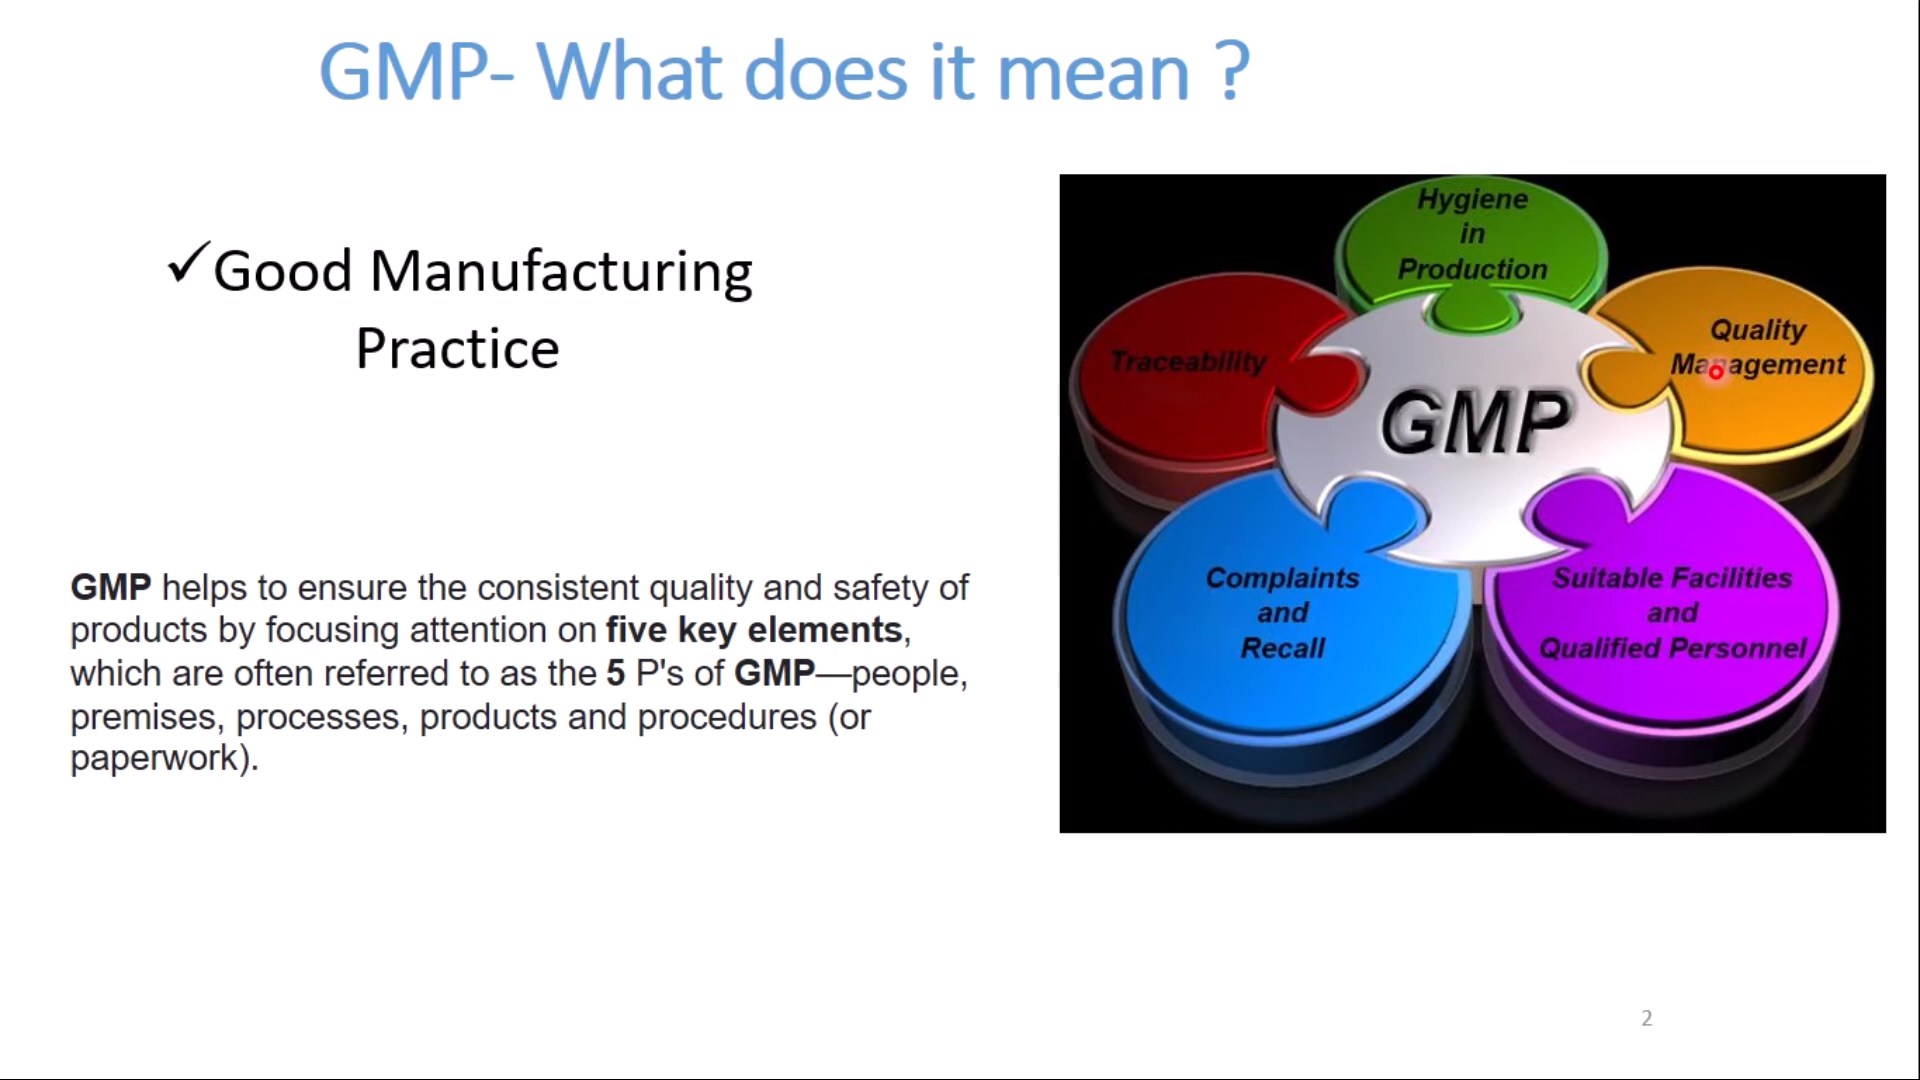 GMP- What does it mean ?
✓Good Manufacturing
Practice
GMP helps to ensure the consistent quality and safety of
products by focusing attention on five key elements,
which are often referred to as the 5 P's of GMP—people,
premises, processes, products and procedures (or
paperwork).
Hygiene
in
Production
Traceability
Quality
Management
GMP
Complaints
and
Recall
Suitable Facilities
and
Qualified Personnel
2